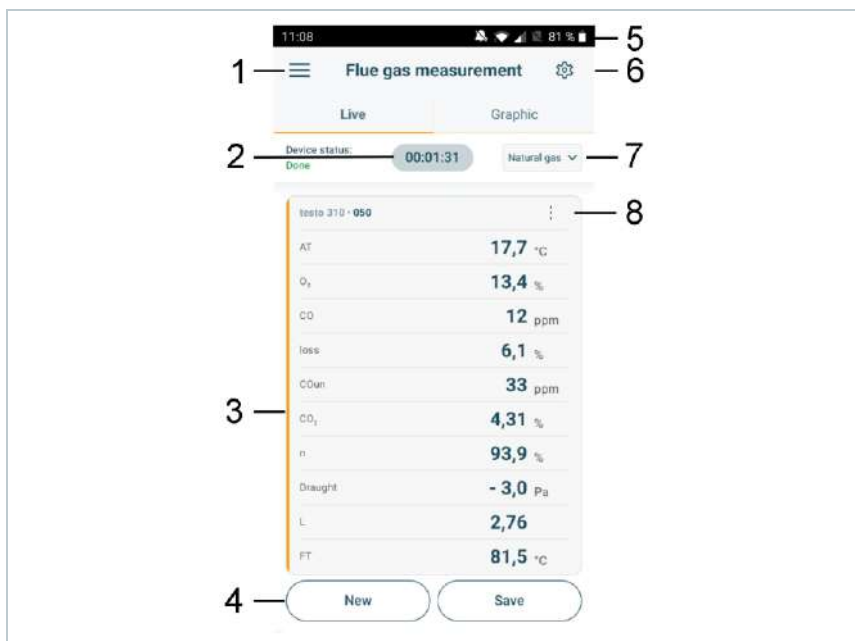 11:08 81 % 5
1 Flue gas measurement 6
Live Graphic
Device status:
Done
2 00:01:31 Natural gas 7
testo 310 · 050 8
AT 17,7 °C
O₂ 13,4 %
CO 12 ppm
loss 6,1 %
COun 33 ppm
3 CO₂ 4,31 %
n 93,9 %
Draught - 3,0 Pa
L 2,76
FT 81,5 °C
4 New Save